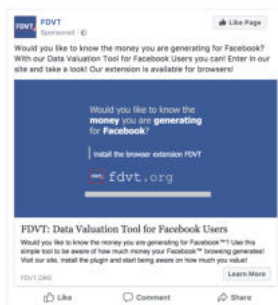 FDVT
Sponsored ·
Like Page
Would you like to know the money you are generating for Facebook?
With our Data Valuation Tool for Facebook Users you can! Enter in our
site and take a look! Our extension is available for browsers!
FDVT
Would you like to know the
money you are generating
for Facebook?
Install the browser extension FDVT
fdvt.org
FDVT: Data Valuation Tool for Facebook Users
Would you like to know the money you are generating for Facebook™? Use this
simple tool to be aware of how much money your Facebook™ browsing generates!
Visit our site, install the plugin and start being aware on how much you value!
FDVT.ORG
Learn More
Like
Comment
Share